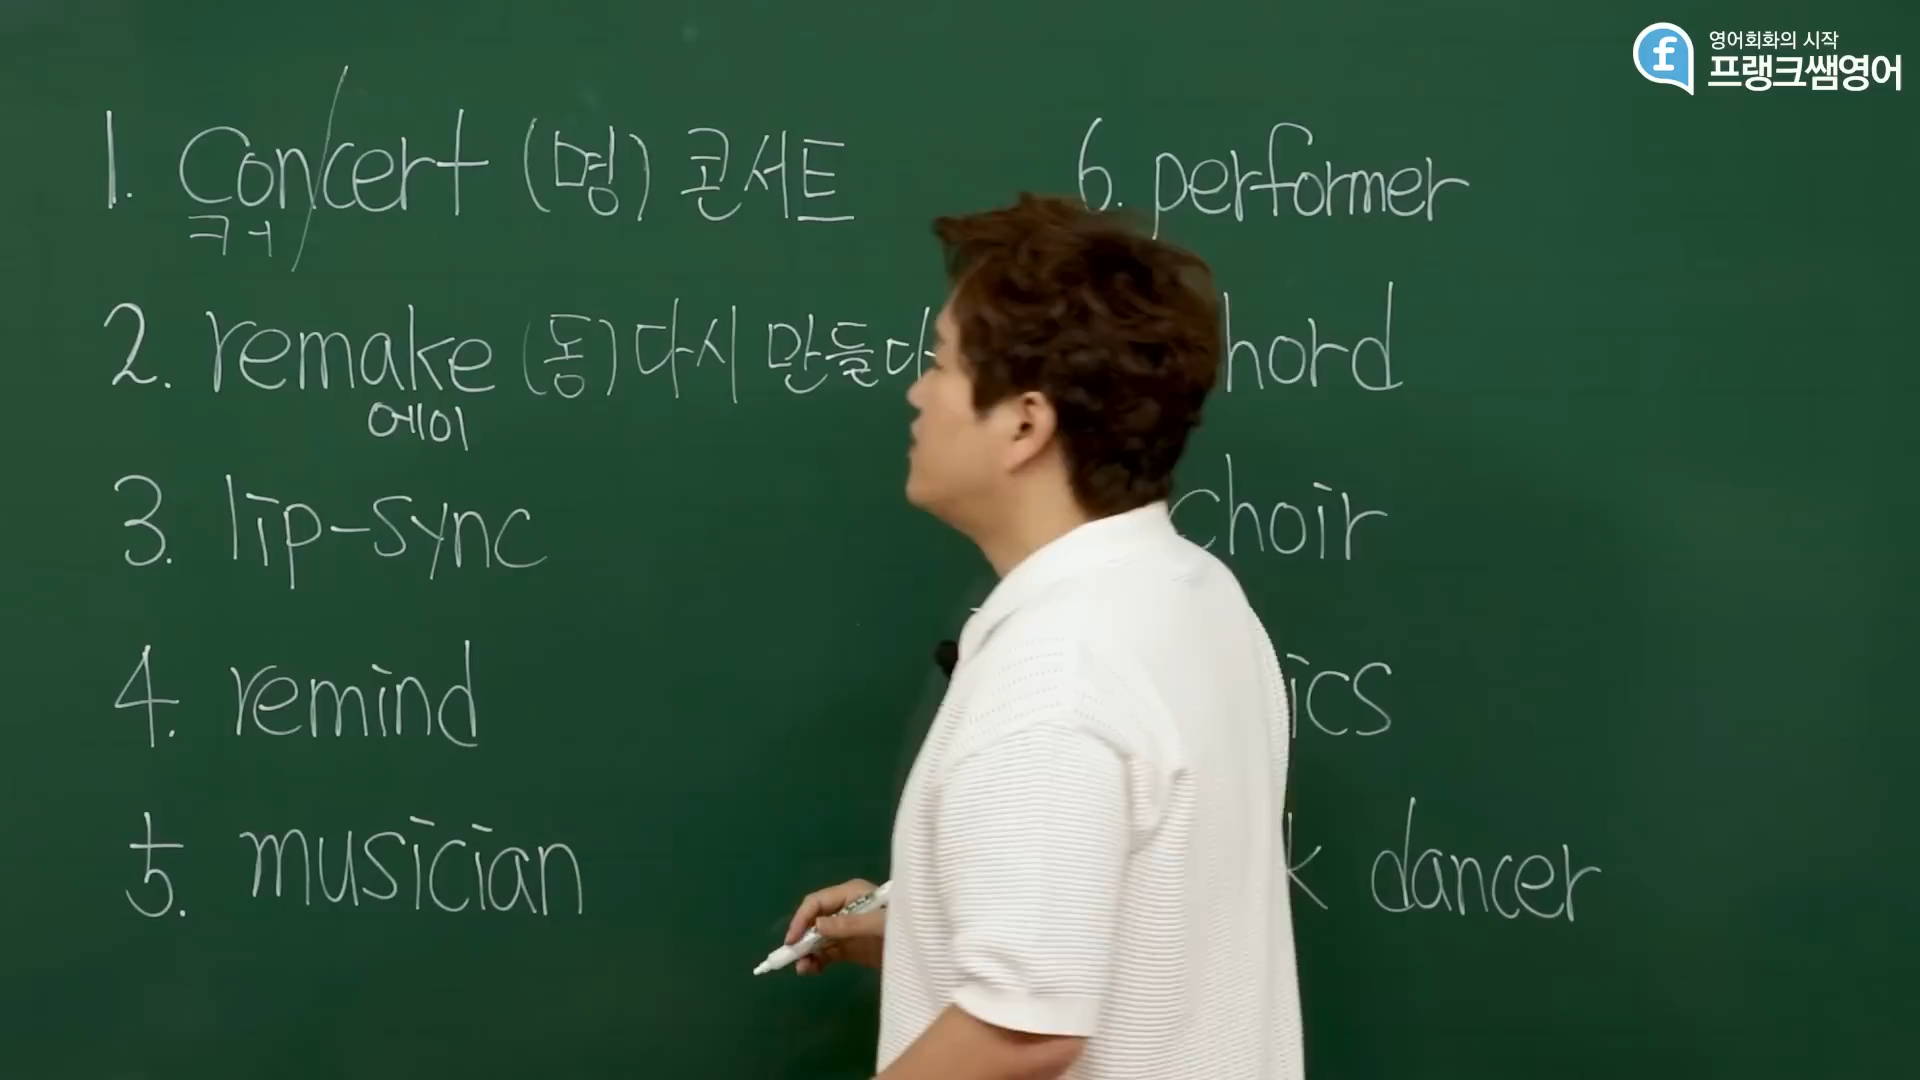 영어회화의 시작
프랭크쌤영어
1. Con/cert (명) 콘서트
ㅋㅓ
2. remake (동) 다시 만들다
에이
3. lip-sync
4. remind
5. musician
6. performer
hord
choir
ics
k dancer